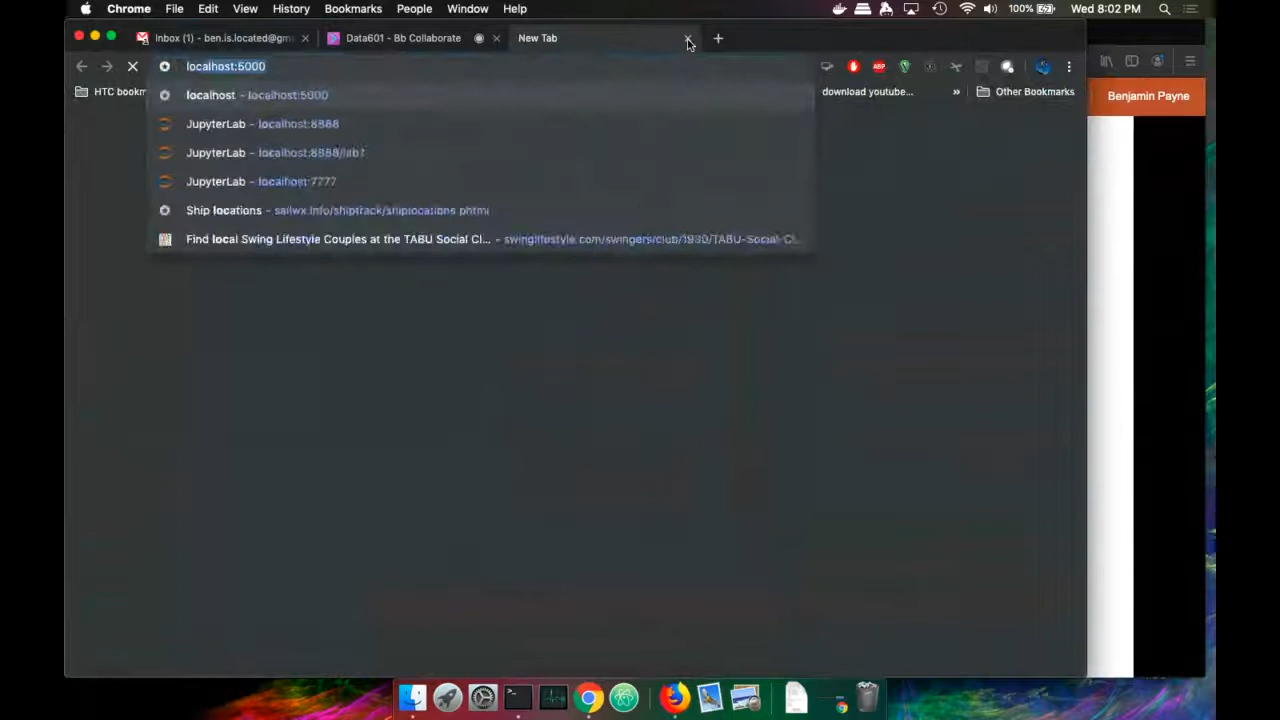 Chrome File Edit View History Bookmarks People Window Help 100% Wed 8:02 PM
Inbox (1) - ben.is.located@gm Data601 - Bb Collaborate New Tab
localhost:5000
HTC bookm download youtube... » Other Bookmarks
ABP
Benjamin Payne
localhost - localhost:5000
JupyterLab - localhost:8888
JupyterLab - localhost:8888/lab?
JupyterLab - localhost:7777
Ship locations - sailwx.info/shiptrack/shiplocations.phtml
Find local Swing Lifestyle Couples at the TABU Social Cl... - swinglifestyle.com/swingers/club/1930/TABU-Social-Cl...